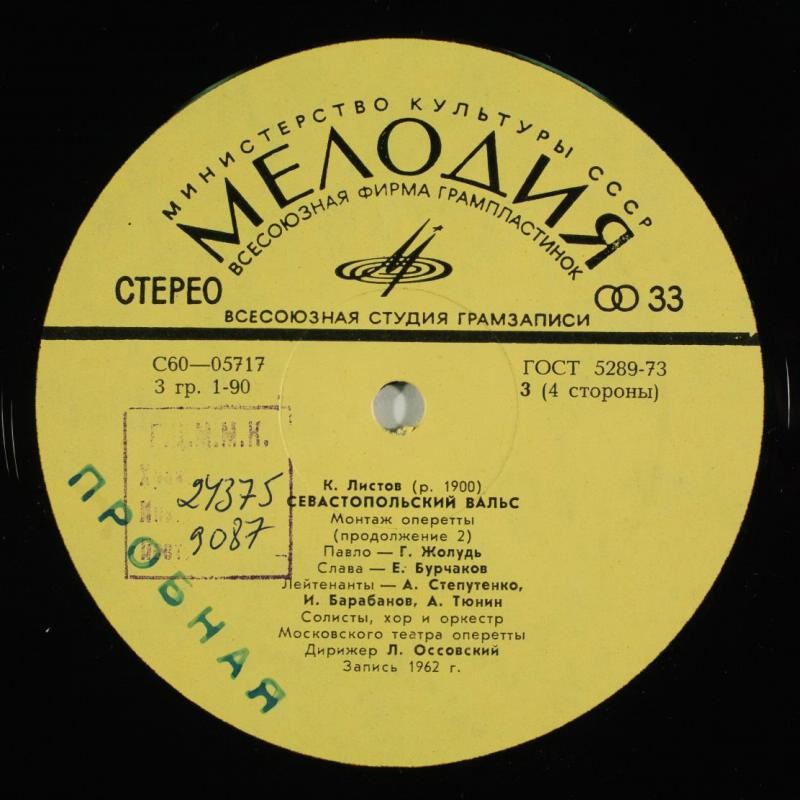 МИНИСТЕРСТВО КУЛЬТУРЫ СССР
МЕЛОДИЯ
ВСЕСОЮЗНАЯ ФИРМА ГРАМПЛАСТИНОК
СТЕРЕО
33
ВСЕСОЮЗНАЯ СТУДИЯ ГРАМЗАПИСИ
С60—05717
ГОСТ 5289-73
3 гр. 1-90
3 (4 стороны)
М.М.К.
24375
9087
ПРОБНАЯ
К. Листов (р. 1900)
СЕВАСТОПОЛЬСКИЙ ВАЛЬС
Монтаж оперетты
(продолжение 2)
Павло — Г. Жолудь
Слава — Е. Бурчаков
Лейтенанты — А. Степутенко,
И. Барабанов, А. Тюнин
Солисты, хор и оркестр
Московского театра оперетты
Дирижер Л. Оссовский
Запись 1962 г.